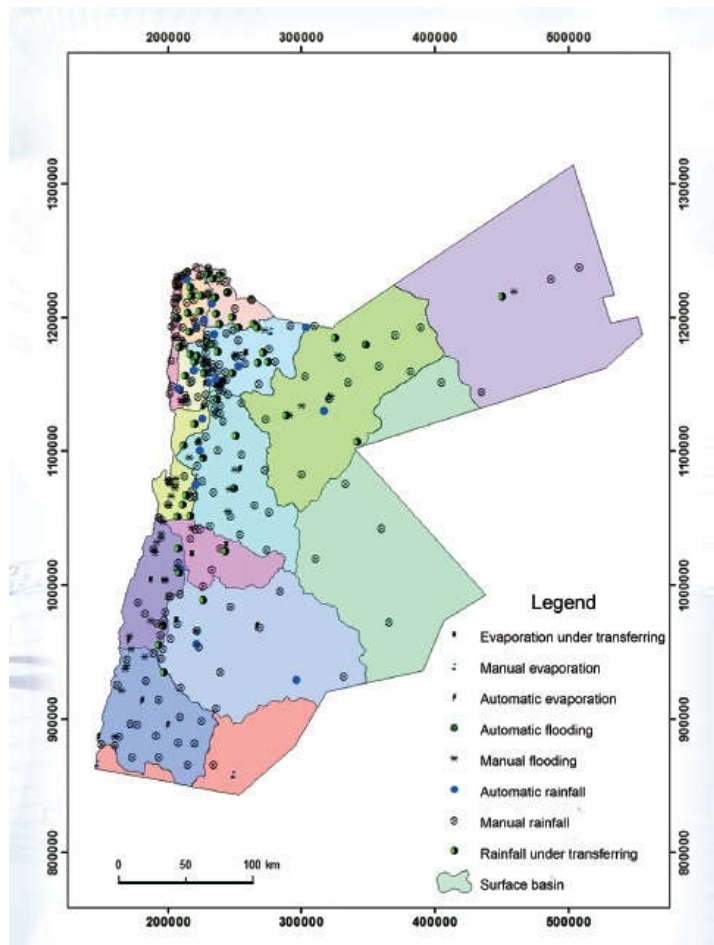 200000 300000 400000 500000
1300000 1300000
1200000 1200000
1100000 1100000
1000000 1000000
900000 900000
800000 800000
Legend
Evaporation under transferring
Manual evaporation
Automatic evaporation
Automatic flooding
Manual flooding
Automatic rainfall
Manual rainfall
Rainfall under transferring
Surface basin
0 50 100 km
200000 300000 400000 500000